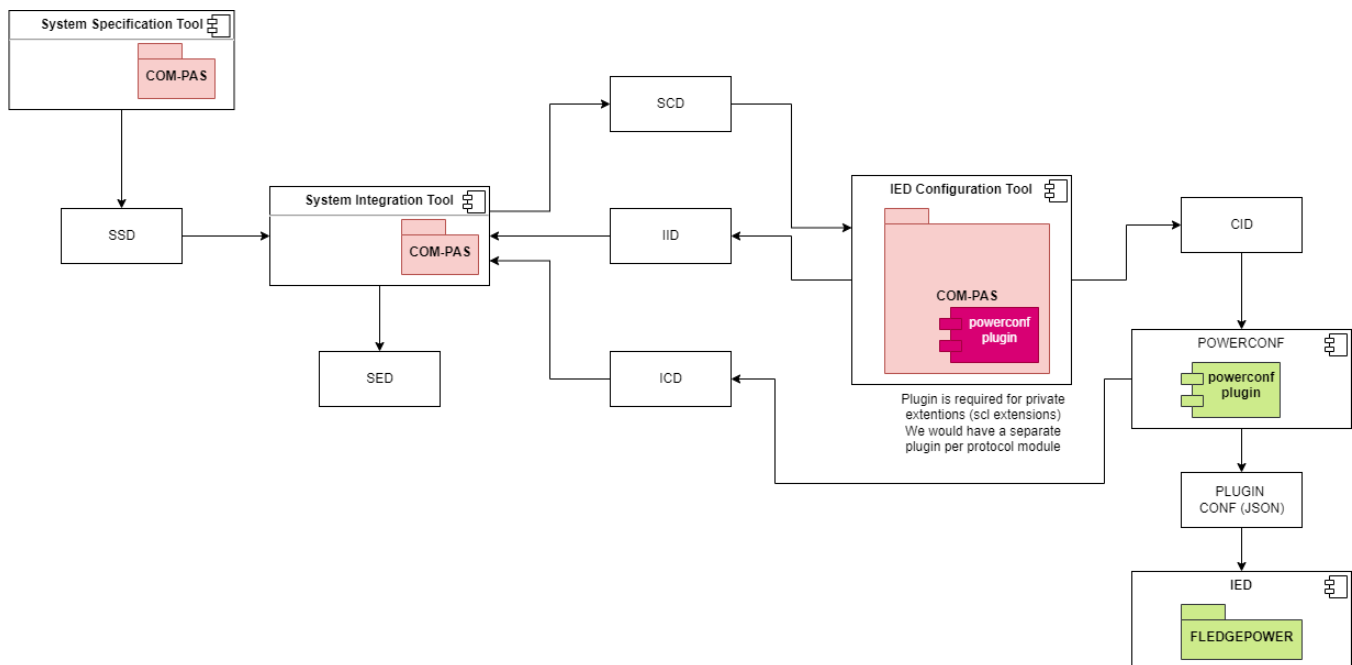 System Specification Tool
COM-PAS
SCD
IED Configuration Tool
System Integration Tool
SSD
COM-PAS
IID
CID
COM-PAS
powerconf
plugin
SED
ICD
POWERCONF
powerconf
plugin
Plugin is required for private
extentions (scl extensions)
We would have a separate
plugin per protocol module
PLUGIN
CONF (JSON)
IED
FLEDGEPOWER